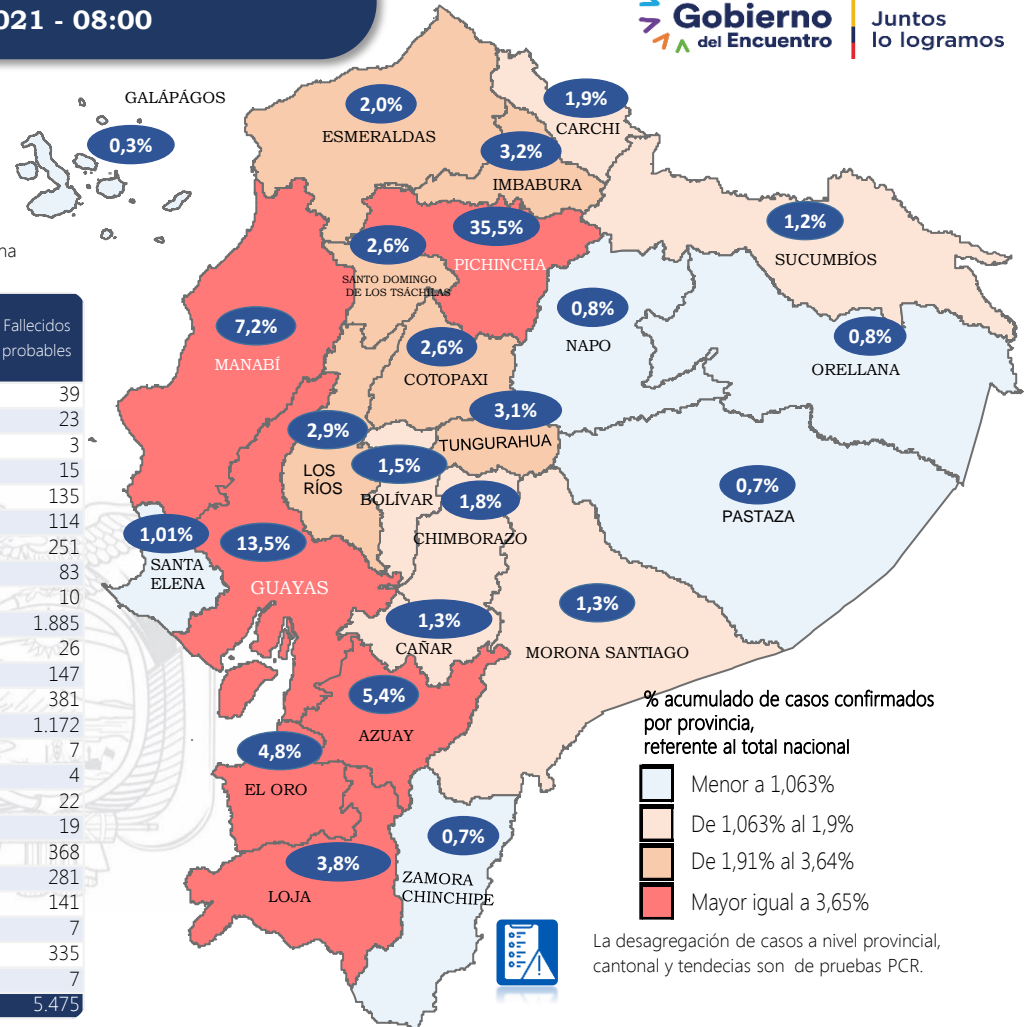 021 - 08:00
Gobierno
del Encuentro
Juntos
lo logramos
GALÁPÁGOS
0,3%
2,0%
ESMERALDAS
1,9%
CARCHI
3,2%
IMBABURA
35,5%
PICHINCHA
2,6%
SANTO DOMINGO
DE LOS TSÁCHILAS
1,2%
SUCUMBÍOS
na
7,2%
MANABÍ
2,6%
COTOPAXI
0,8%
NAPO
0,8%
ORELLANA
3,1%
TUNGURAHUA
2,9%
LOS
RÍOS
1,5%
BOLÍVAR
1,8%
CHIMBORAZO
0,7%
PASTAZA
1,01%
SANTA
ELENA
13,5%
GUAYAS
1,3%
CAÑAR
1,3%
MORONA SANTIAGO
5,4%
AZUAY
4,8%
EL ORO
3,8%
LOJA
0,7%
ZAMORA
CHINCHIPE
Fallecidos
probables
39
23
3
15
135
114
251
83
10
1.885
26
147
381
1.172
7
4
22
19
368
281
141
7
335
7
5.475
% acumulado de casos confirmados
por provincia,
referente al total nacional
Menor a 1,063%
De 1,063% al 1,9%
De 1,91% al 3,64%
Mayor igual a 3,65%
La desagregación de casos a nivel provincial,
cantonal y tendecias son de pruebas PCR.